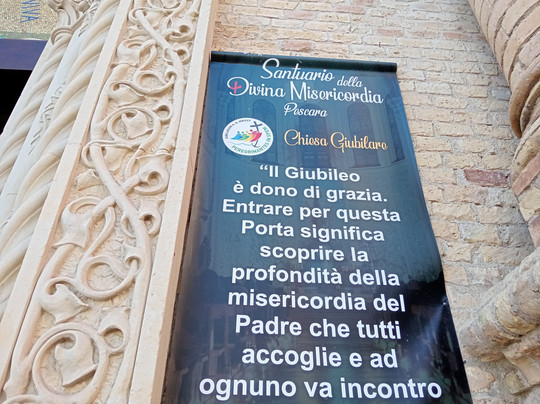 Santuario della
Divina Misericordia
Pescara
Chiesa Giubilare
"Il Giubileo
è dono di grazia.
Entrare per questa
Porta significa
scoprire la
profondità della
misericordia del
Padre che tutti
accoglie e ad
ognuno va incontro